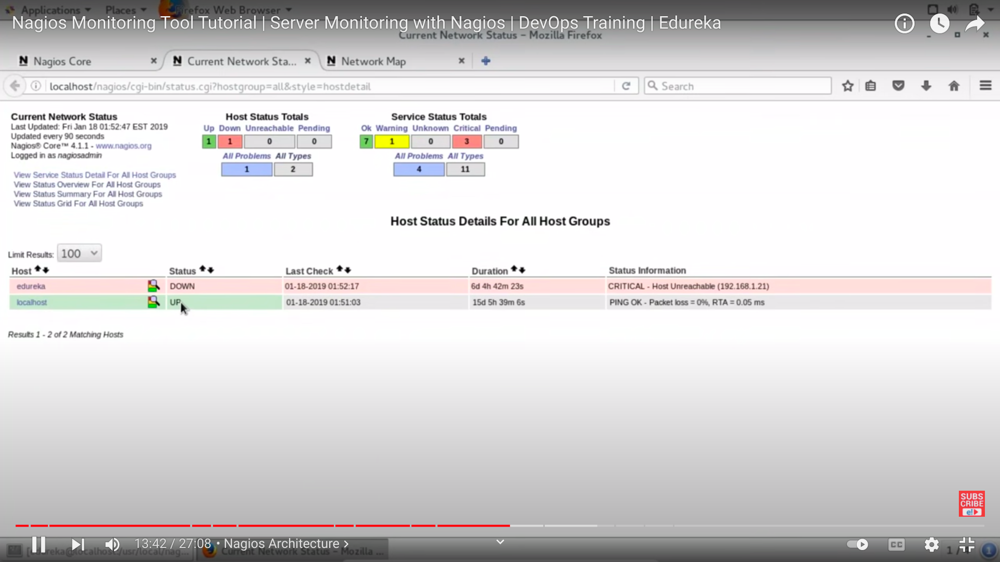 Applications Places Firefox Web Browser
Nagios Monitoring Tool Tutorial | Server Monitoring with Nagios | DevOps Training | Edureka
Current Network Status – Mozilla Firefox
Nagios Core
Current Network Sta...
Network Map
localhost/nagios/cgi-bin/status.cgi?hostgroup=all&style=hostdetail
Search
Current Network Status
Last Updated: Fri Jan 18 01:52:47 EST 2019
Updated every 90 seconds
Nagios® Core™ 4.1.1 - www.nagios.org
Logged in as nagiosadmin
View Service Status Detail For All Host Groups
View Status Overview For All Host Groups
View Status Summary For All Host Groups
View Status Grid For All Host Groups
Host Status Totals
Up Down Unreachable Pending
1 1 0 0
All Problems All Types
1 2
Service Status Totals
Ok Warning Unknown Critical Pending
7 1 0 3 0
All Problems All Types
4 11
Host Status Details For All Host Groups
Limit Results: 100
Host Status Last Check Duration Status Information
edureka DOWN 01-18-2019 01:52:17 6d 4h 42m 23s CRITICAL - Host Unreachable (192.168.1.21)
localhost UP 01-18-2019 01:51:03 15d 5h 39m 6s PING OK - Packet loss = 0%, RTA = 0.05 ms
Results 1 - 2 of 2 Matching Hosts
SUBS
CRIBE
e!
13:42 / 27:08 • Nagios Architecture
CC
[edureka@localhost:/usr/local/nag...
Current Network Status – Mozilla ...
1